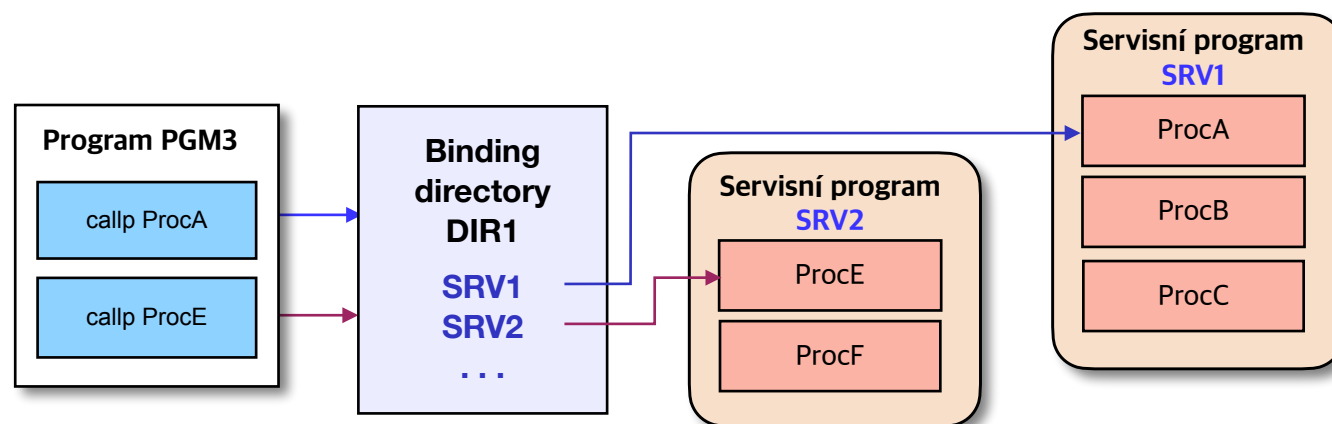 Program PGM3
callp ProcA
callp ProcE
Binding
directory
DIR1
SRV1
SRV2
. . .
Servisní program
SRV2
ProcE
ProcF
Servisní program
SRV1
ProcA
ProcB
ProcC